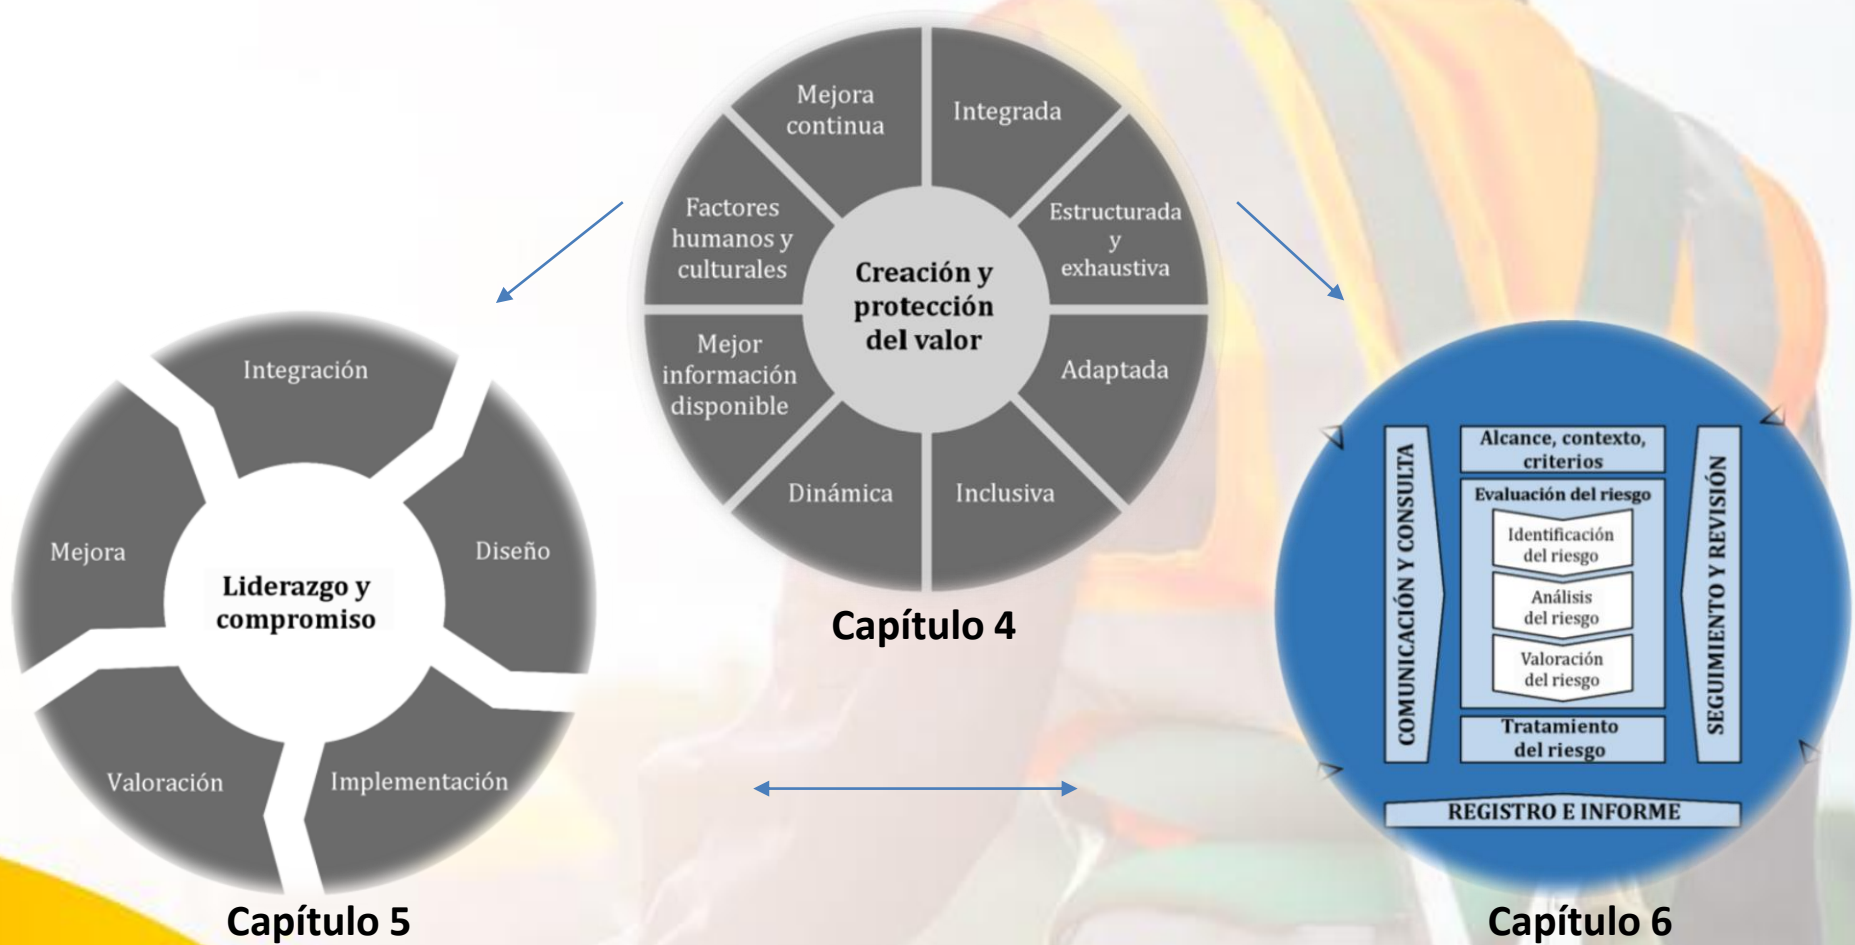 Mejora
continua
Integrada
Estructurada
y
exhaustiva
Adaptada
Inclusiva
Dinámica
Mejor
información
disponible
Factores
humanos y
culturales
Creación y
protección
del valor
Capítulo 4
Integración
Diseño
Implementación
Valoración
Mejora
Liderazgo y
compromiso
Capítulo 5
COMUNICACIÓN Y CONSULTA
Alcance, contexto,
criterios
Evaluación del riesgo
Identificación
del riesgo
Análisis
del riesgo
Valoración
del riesgo
Tratamiento
del riesgo
SEGUIMIENTO Y REVISIÓN
REGISTRO E INFORME
Capítulo 6